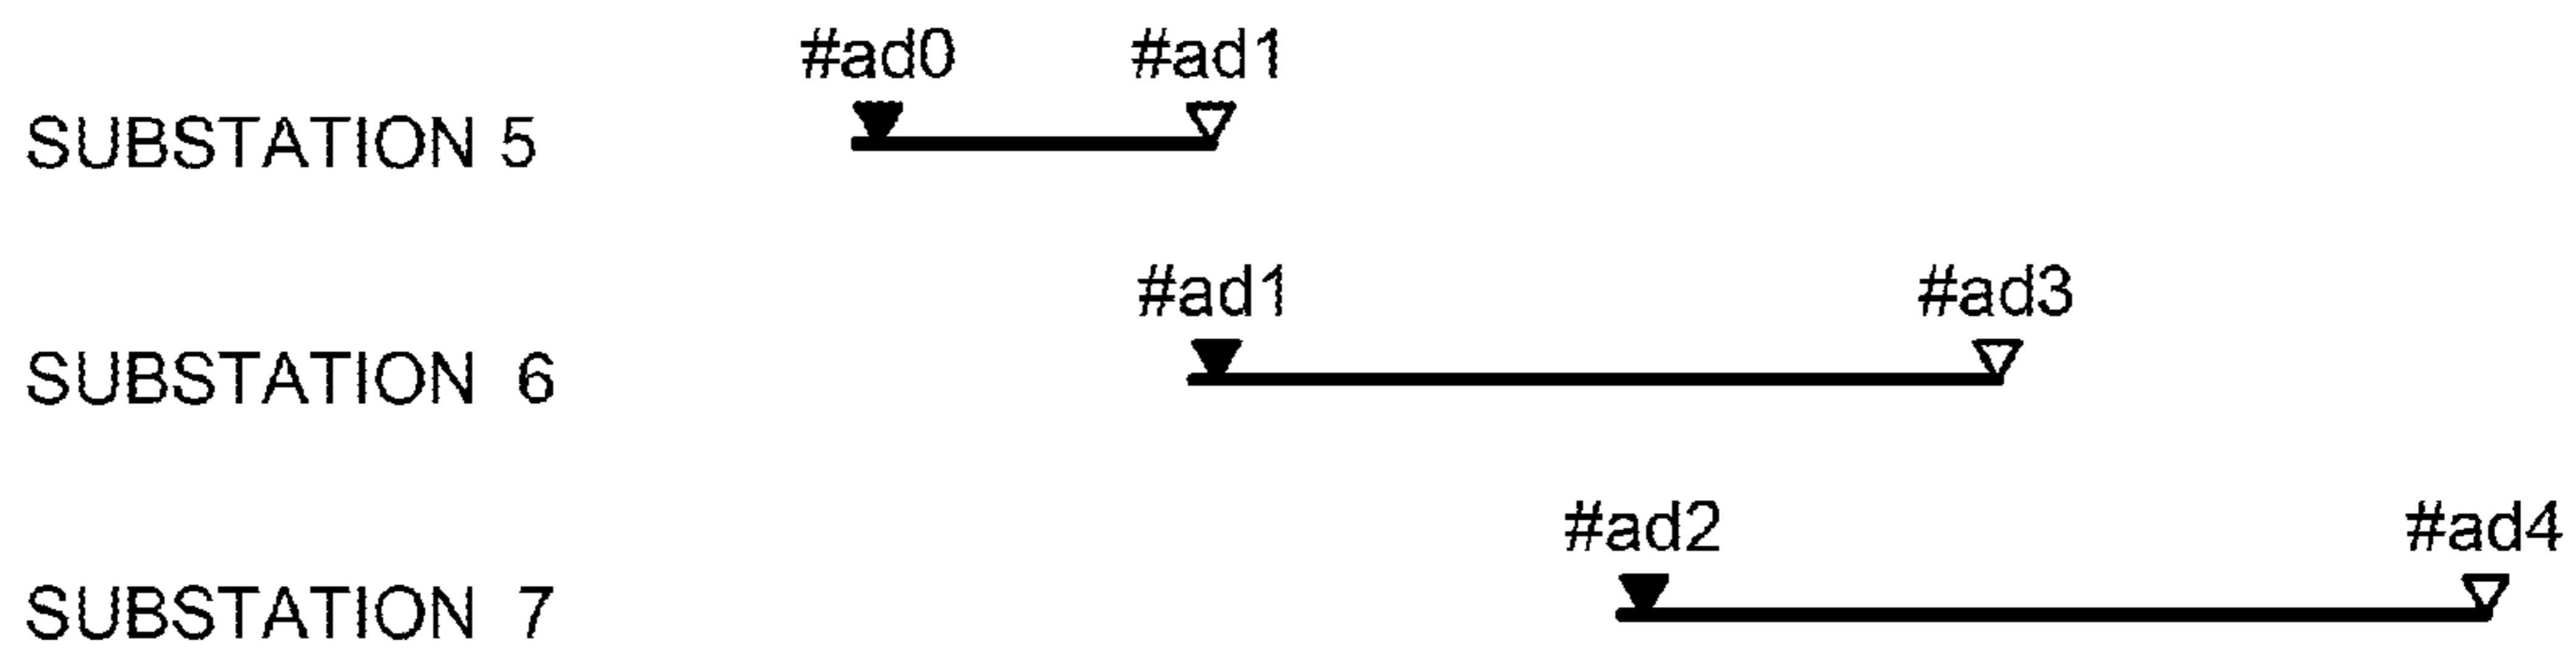 #ad0 #ad1
SUBSTATION 5
#ad1 #ad3
SUBSTATION 6
#ad2 #ad4
SUBSTATION 7